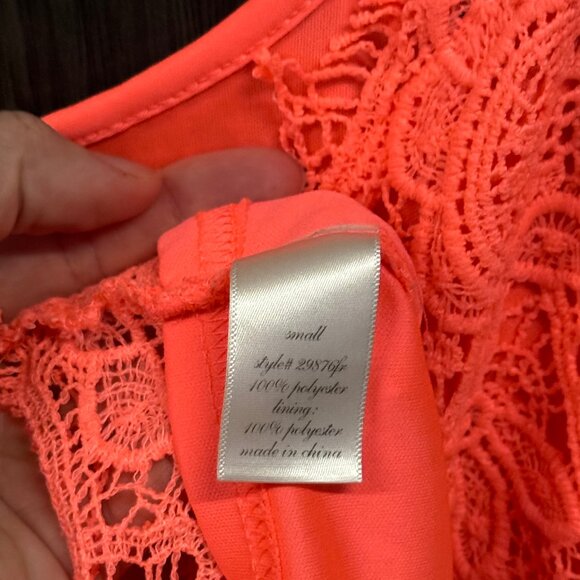 small
style# 29876fr
100% polyester
lining:
100% polyester
made in china